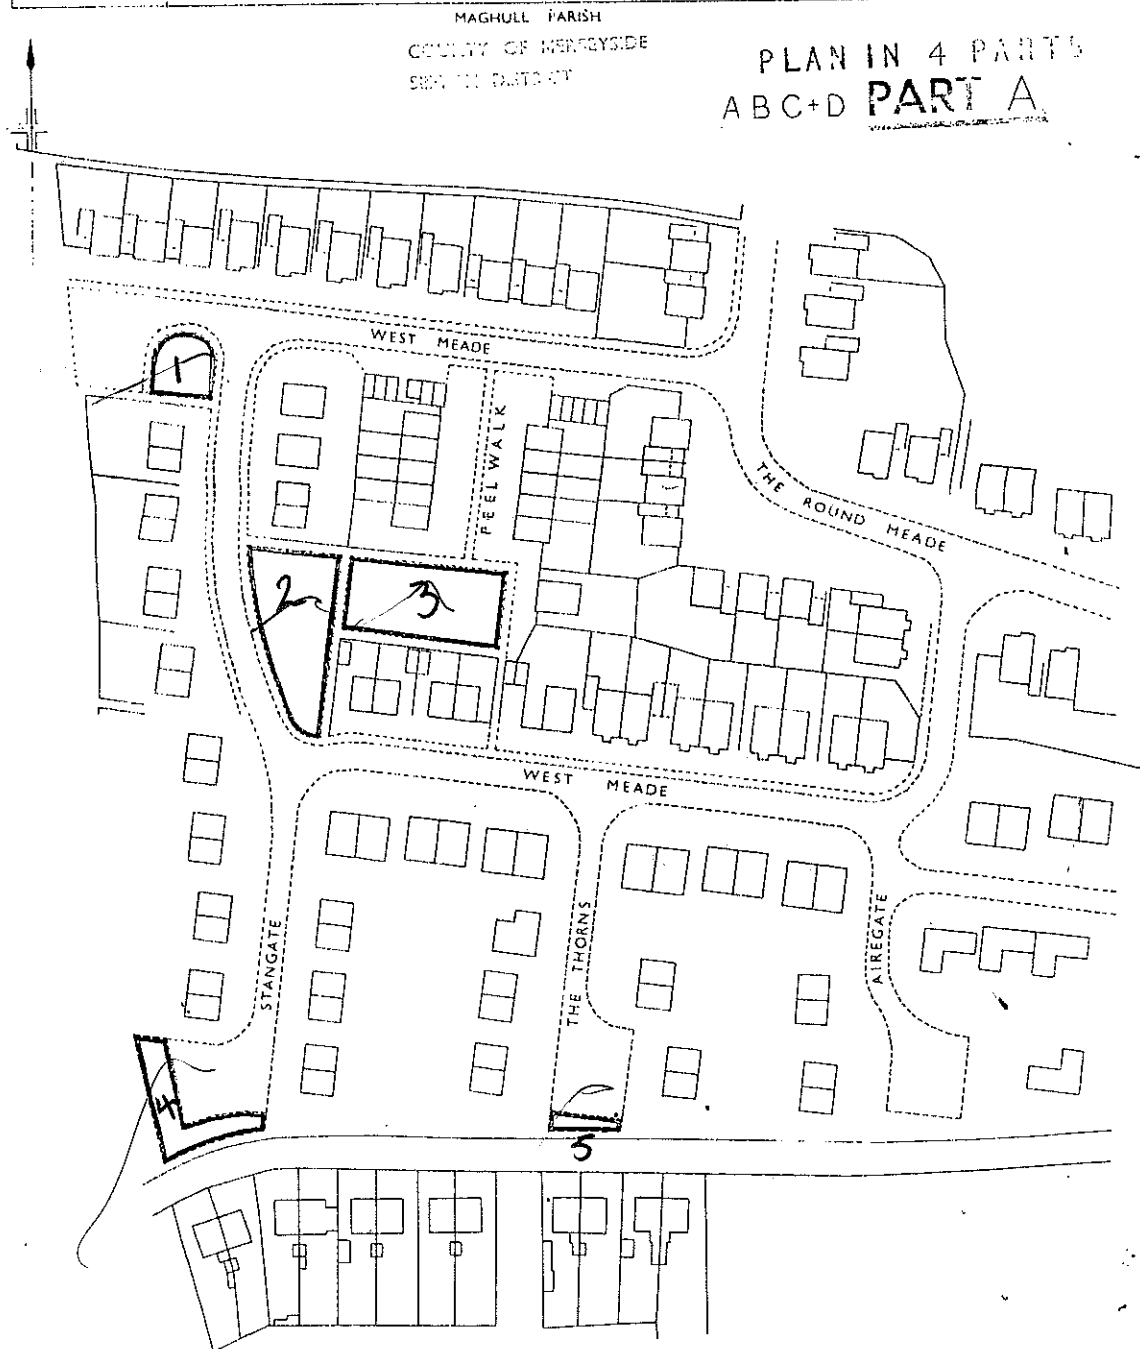 MAGHULL PARISH
COUNTY OF MERSEYSIDE
DISTRICT
PLAN IN 4 PARTS
A B C + D PART A
WEST MEADE
1
PEEL WALK
THE ROUND MEADE
2
3
WEST MEADE
STANGATE
THE THORNS
AIREGATE
4
5